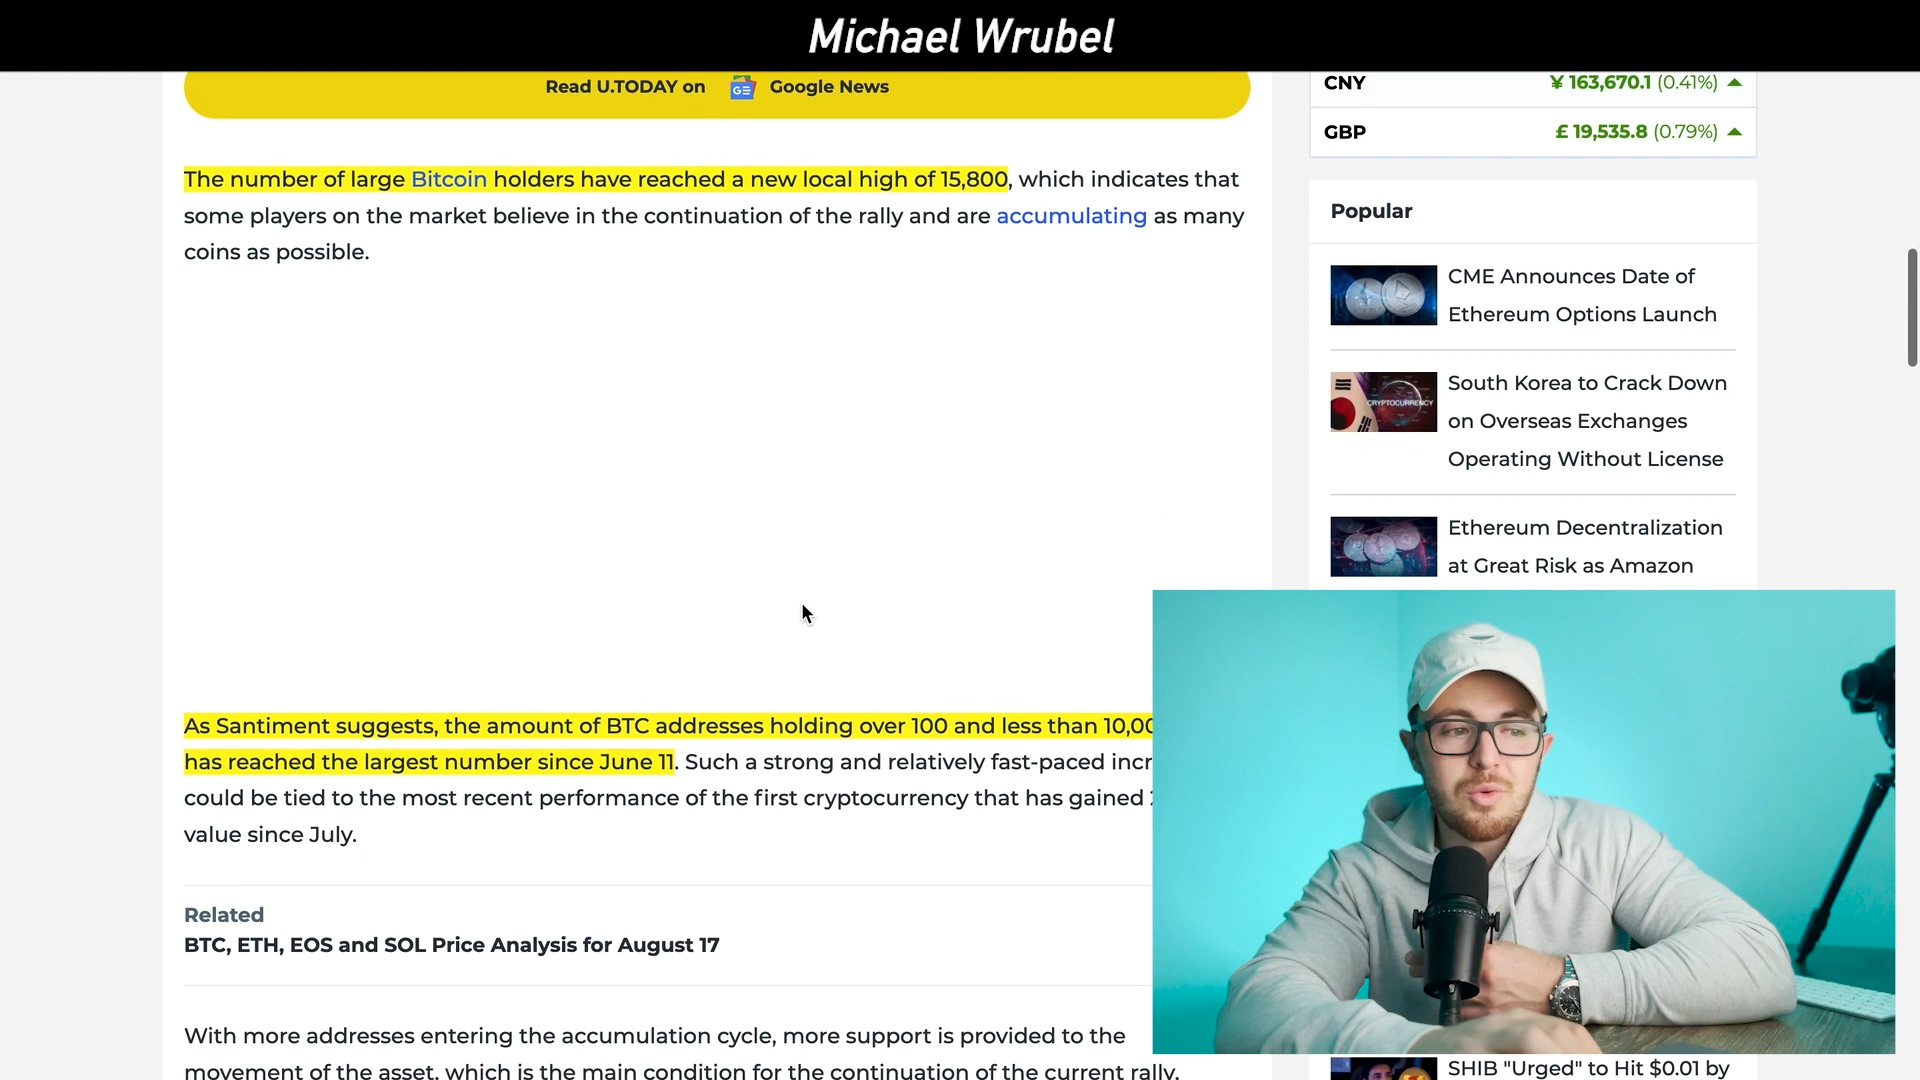 Michael Wrubel
Read U.TODAY on Google News
CNY ¥ 163,670.1 (0.41%)
GBP £ 19,535.8 (0.79%)
The number of large Bitcoin holders have reached a new local high of 15,800, which indicates that
some players on the market believe in the continuation of the rally and are accumulating as many
coins as possible.
As Santiment suggests, the amount of BTC addresses holding over 100 and less than
has reached the largest number since June 11. Such a strong and relatively fast-paced
could be tied to the most recent performance of the first cryptocurrency that has gained
value since July.
Related
BTC, ETH, EOS and SOL Price Analysis for August 17
With more addresses entering the accumulation cycle, more support is provided to the
movement of the asset, which is the main condition for the continuation of the current rally.
Popular
CME Announces Date of
Ethereum Options Launch
CRYPTOCURRENCY
South Korea to Crack Down
on Overseas Exchanges
Operating Without License
Ethereum Decentralization
at Great Risk as Amazon
SHIB "Urged" to Hit $0.01 by